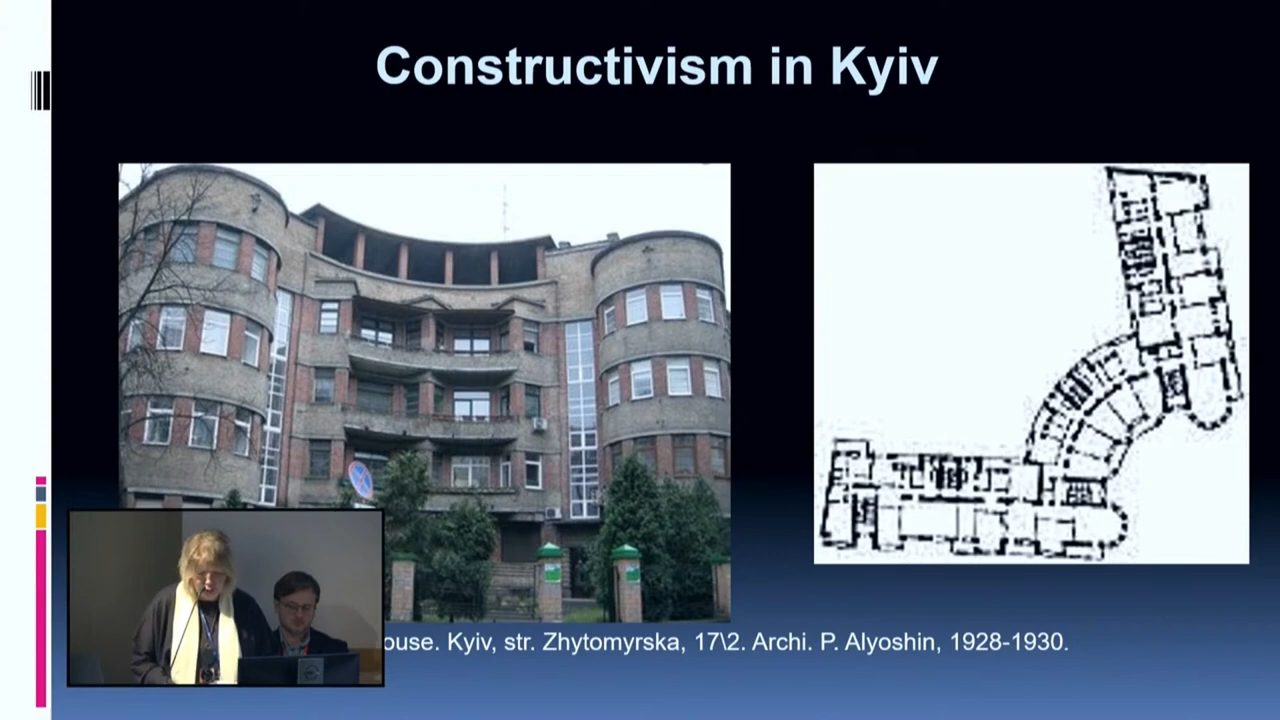 Constructivism in Kyiv
ouse. Kyiv, str. Zhytomyrska, 17\2. Archi. P. Alyoshin, 1928-1930.